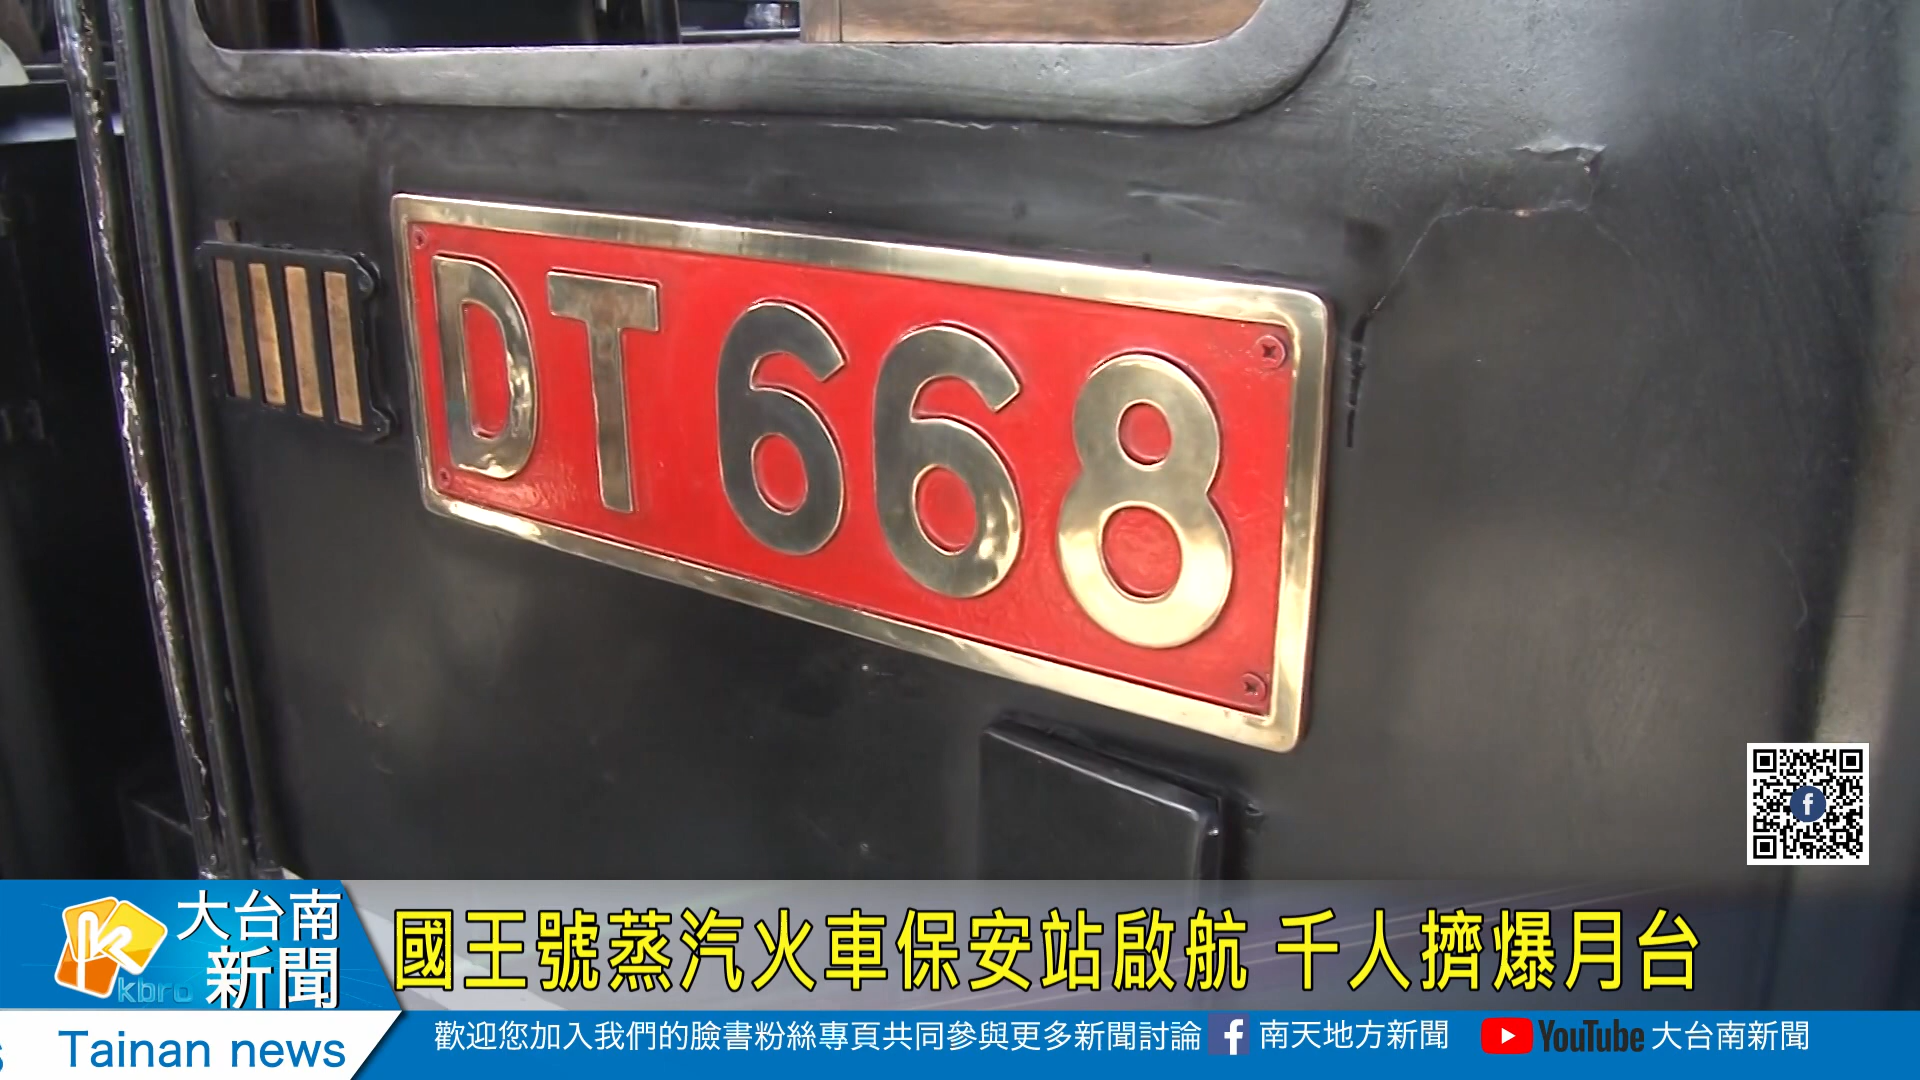 DT668
大台南
新聞
kbro
國王號蒸汽火車保安站啟航 千人擠爆月台
Tainan news
歡迎您加入我們的臉書粉絲專頁共同參與更多新聞討論 f 南天地方新聞 YouTube 大台南新聞